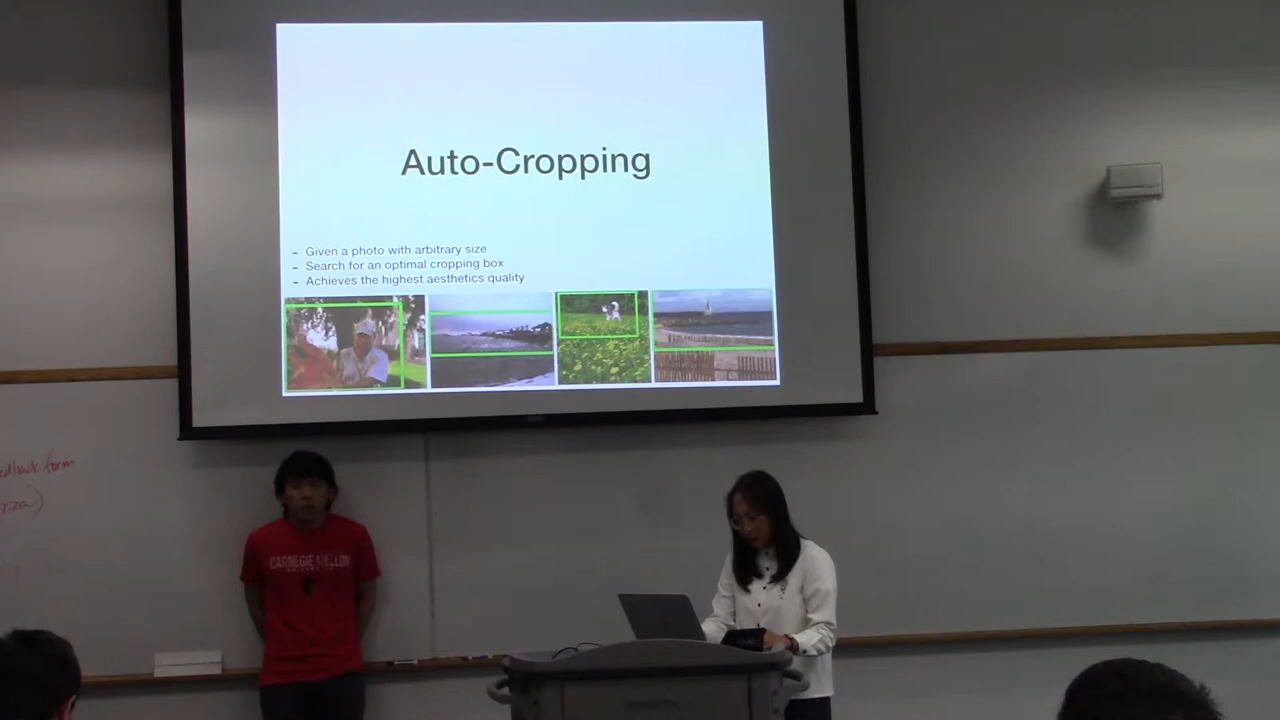 Auto-Cropping
- Given a photo with arbitrary size
- Search for an optimal cropping box
- Achieves the highest aesthetics quality
form
CARNEGIE MELLON